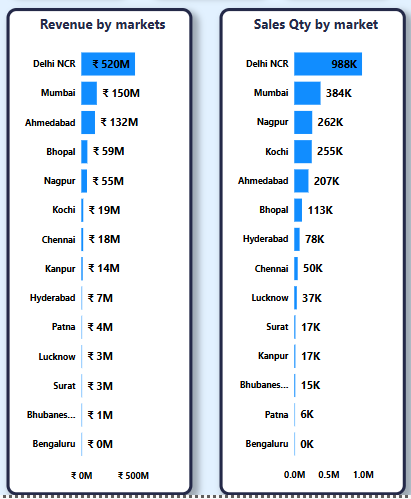 Revenue by markets
Delhi NCR ₹ 520M
Mumbai ₹ 150M
Ahmedabad ₹ 132M
Bhopal ₹ 59M
Nagpur ₹ 55M
Kochi ₹ 19M
Chennai ₹ 18M
Kanpur ₹ 14M
Hyderabad ₹ 7M
Patna ₹ 4M
Lucknow ₹ 3M
Surat ₹ 3M
Bhubanes... ₹ 1M
Bengaluru ₹ 0M
₹ 0M ₹ 500M
Sales Qty by market
Delhi NCR 988K
Mumbai 384K
Nagpur 262K
Kochi 255K
Ahmedabad 207K
Bhopal 113K
Hyderabad 78K
Chennai 50K
Lucknow 37K
Surat 17K
Kanpur 17K
Bhubanes... 15K
Patna 6K
Bengaluru 0K
0.0M 0.5M 1.0M